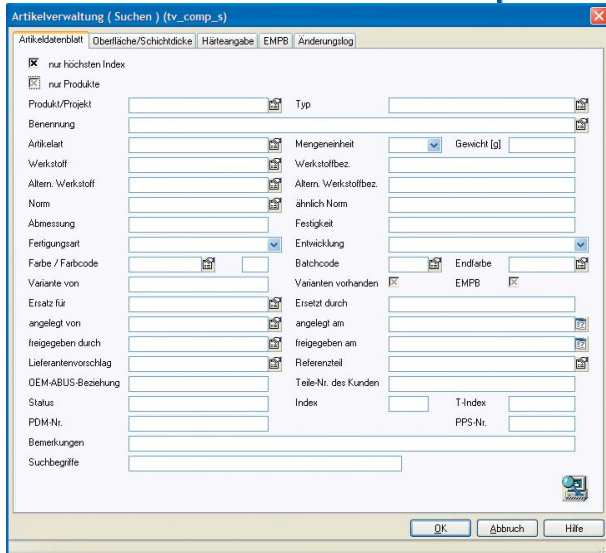 Artikelverwaltung ( Suchen ) (tv_comp_s)
Artikeldatenblatt Oberfläche/Schichtdicke Härteangabe EMPB Änderungslog
nur höchsten Index
nur Produkte
Produkt/Projekt Typ
Benennung
Artikelart Mengeneinheit Gewicht [g]
Werkstoff Werkstoffbez.
Altern. Werkstoff Altern. Werkstoffbez.
Norm ähnlich Norm
Abmessung Festigkeit
Fertigungsart Entwicklung
Farbe / Farbcode Batchcode Endfarbe
Variante von Varianten vorhanden EMPB
Ersatz für Ersetzt durch
angelegt von angelegt am
freigegeben durch freigegeben am
Lieferantenvorschlag Referenzteil
OEM-ABUS-Beziehung Teile-Nr. des Kunden
Status Index T-Index
PDM-Nr. PPS-Nr.
Bemerkungen
Suchbegriffe
OK Abbruch Hilfe